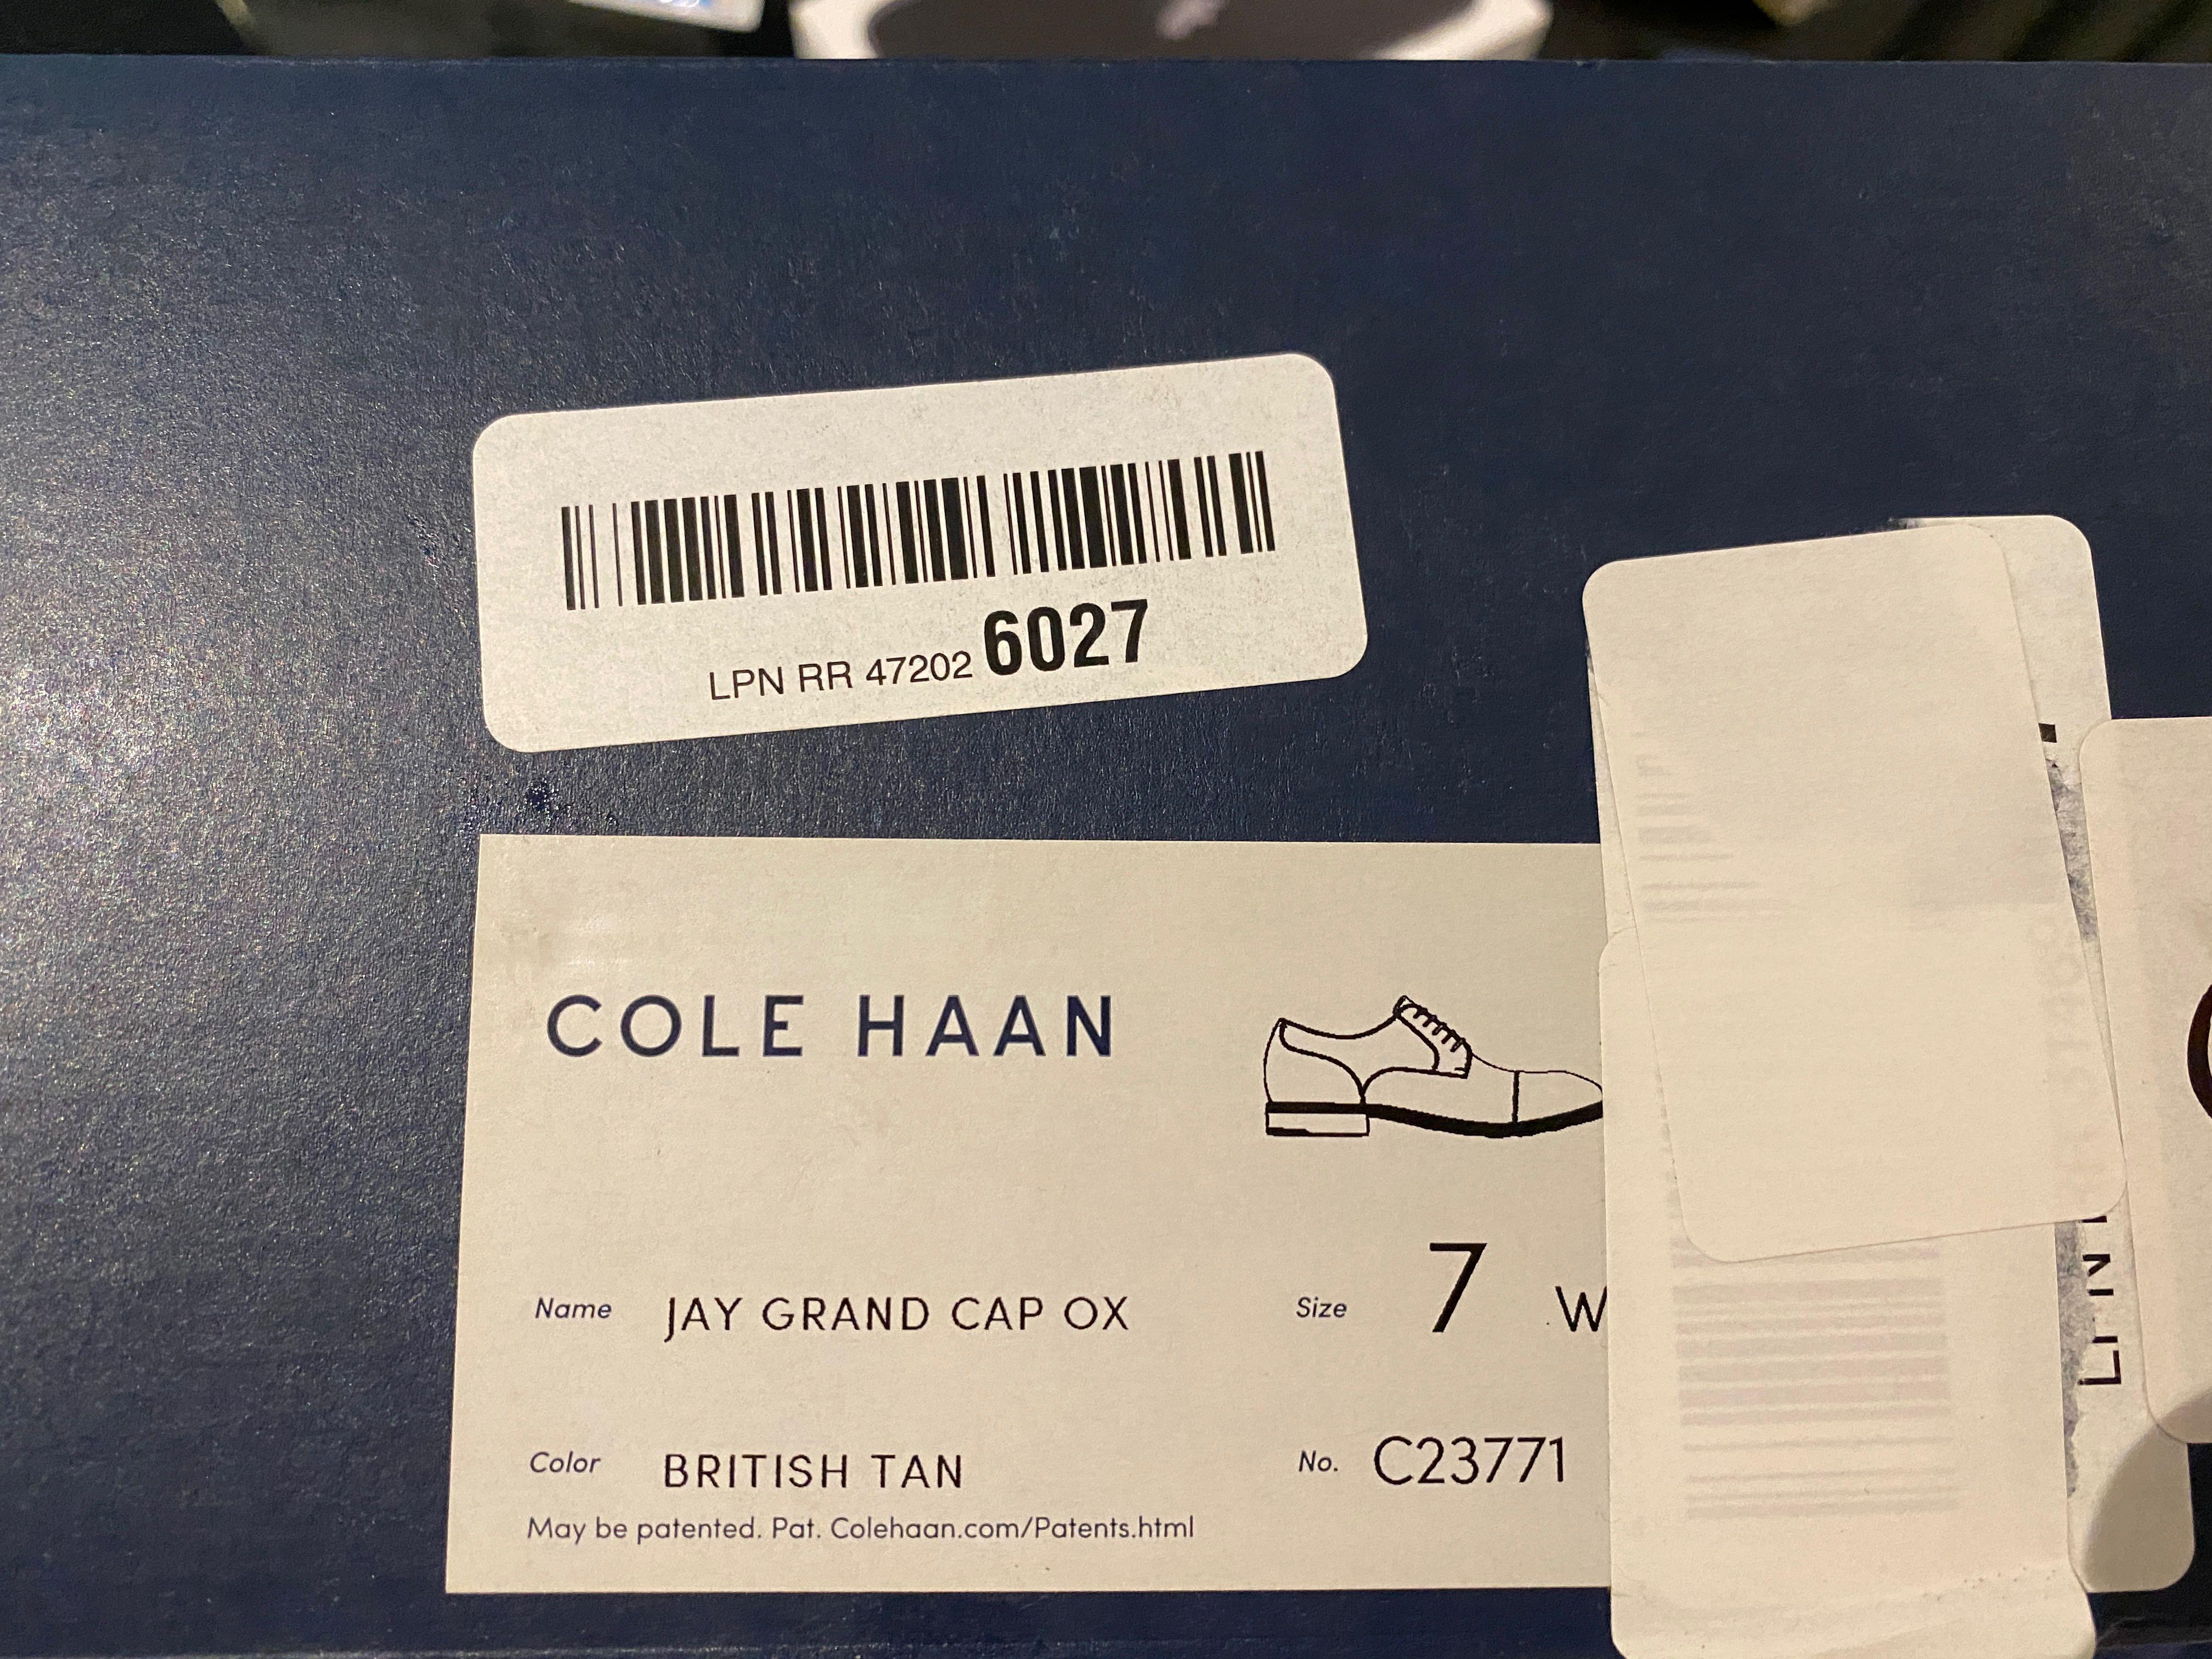 LPN RR 47202 6027
COLE HAAN
Name JAY GRAND CAP OX Size 7 W
Color BRITISH TAN No. C23771
May be patented. Pat. Colehaan.com/Patents.html